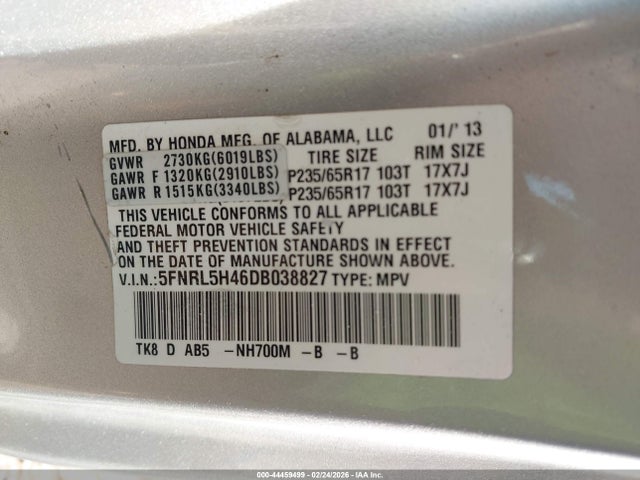 MFD. BY HONDA MFG. OF ALABAMA, LLC 01/'13
GVWR 2730KG(6019LBS) TIRE SIZE RIM SIZE
GAWR F 1320KG(2910LBS) P235/65R17 103T 17X7J
GAWR R 1515KG(3340LBS) P235/65R17 103T 17X7J
THIS VEHICLE CONFORMS TO ALL APPLICABLE
FEDERAL MOTOR VEHICLE SAFETY
AND THEFT PREVENTION STANDARDS IN EFFECT
ON THE DATE OF MANUFACTURE SHOWN ABOVE.
V.I.N.:5FNRL5H46DB038827 TYPE: MPV
TK8 D AB5 -NH700M -B -B
000-44459499 - 02/24/2026 - IAA Corp.